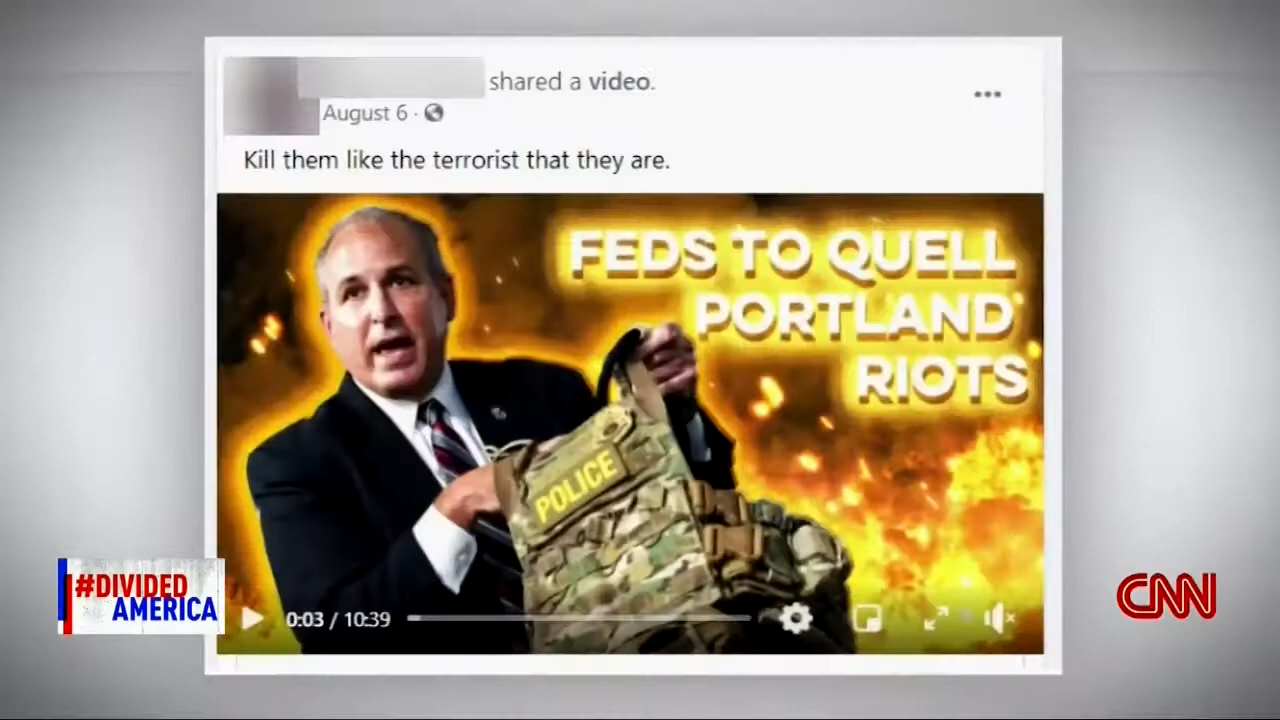 shared a video.
August 6 ·
Kill them like the terrorist that they are.
FEDS TO QUELL
PORTLAND
RIOTS
POLICE
0:03 / 10:39
#DIVIDED
AMERICA
CNN